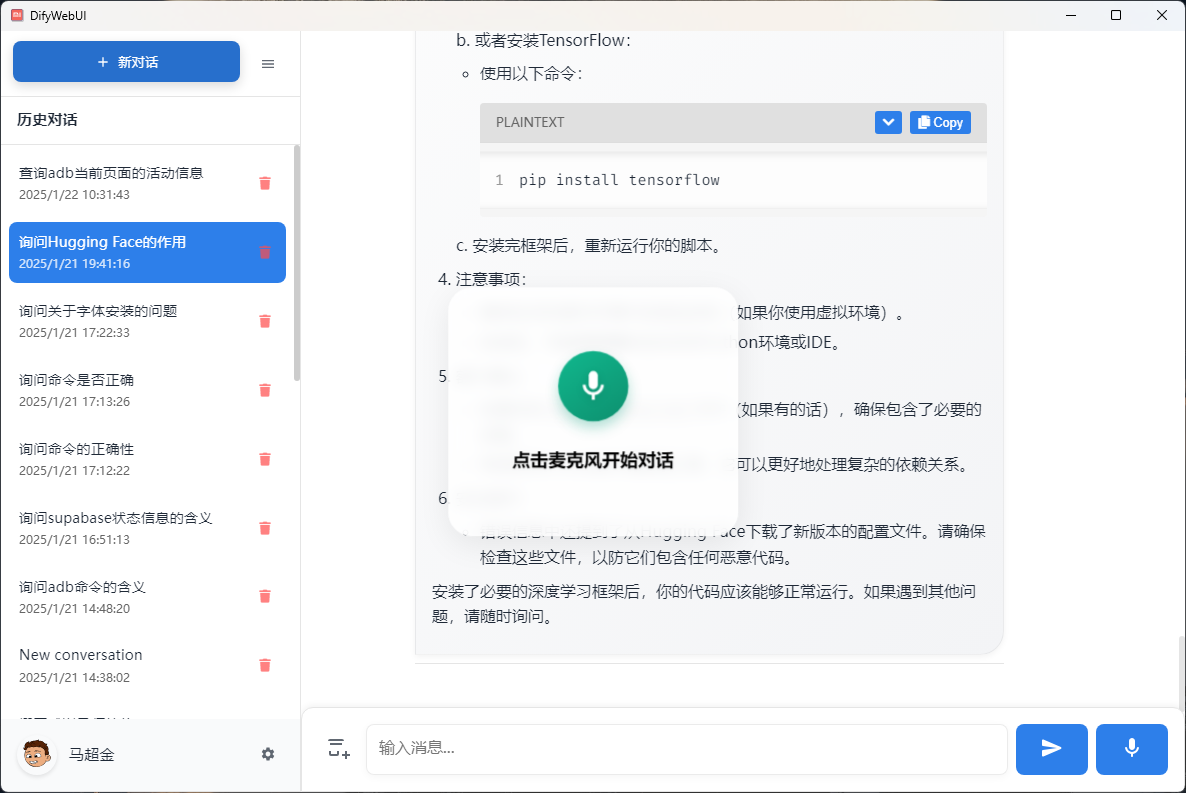 DifyWebUI
+ 新对话
历史对话
查询adb当前页面的活动信息
2025/1/22 10:31:43
询问Hugging Face的作用
2025/1/21 19:41:16
询问关于字体安装的问题
2025/1/21 17:22:33
询问命令是否正确
2025/1/21 17:13:26
询问命令的正确性
2025/1/21 17:12:22
询问supabase状态信息的含义
2025/1/21 16:51:13
询问adb命令的含义
2025/1/21 14:48:20
New conversation
2025/1/21 14:38:02
马超金
b. 或者安装TensorFlow：
使用以下命令：
PLAINTEXT
Copy
1 pip install tensorflow
c. 安装完框架后，重新运行你的脚本。
4. 注意事项：
如果你使用虚拟环境）。
on环境或IDE。
5.
（如果有的话），确保包含了必要的
可以更好地处理复杂的依赖关系。
6.
点击麦克风开始对话
Face下载了新版本的配置文件。请确保
检查这些文件，以防它们包含任何恶意代码。
安装了必要的深度学习框架后，你的代码应该能够正常运行。如果遇到其他问
题，请随时询问。
输入消息...